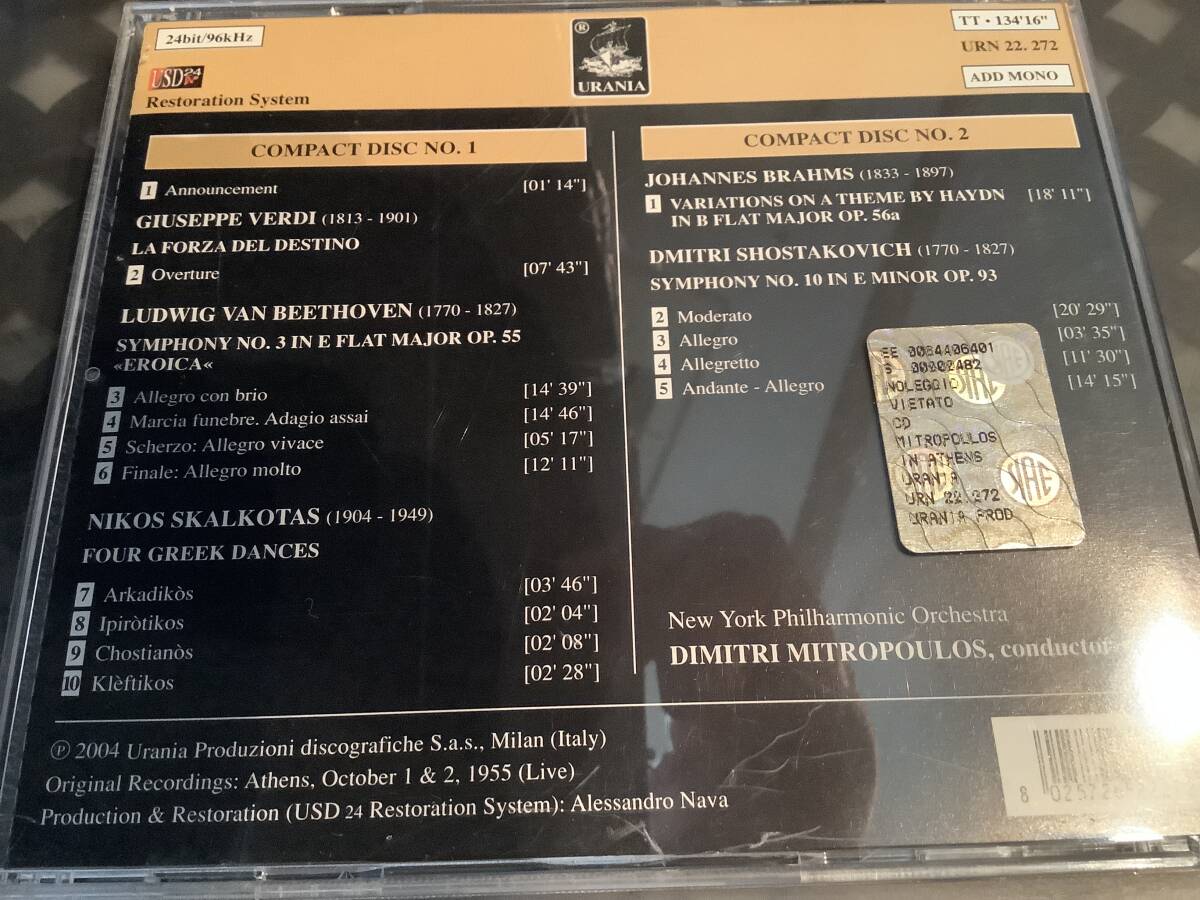 24bit/96kHz
USD 24
Restoration System
®
URANIA
TT • 134'16"
URN 22. 272
ADD MONO
COMPACT DISC NO. 1
1 Announcement [01' 14"]
GIUSEPPE VERDI (1813 - 1901)
LA FORZA DEL DESTINO
2 Overture [07' 43"]
LUDWIG VAN BEETHOVEN (1770 - 1827)
SYMPHONY NO. 3 IN E FLAT MAJOR OP. 55
«EROICA«
3 Allegro con brio [14' 39"]
4 Marcia funebre. Adagio assai [14' 46"]
5 Scherzo: Allegro vivace [05' 17"]
6 Finale: Allegro molto [12' 11"]
NIKOS SKALKOTAS (1904 - 1949)
FOUR GREEK DANCES
7 Arkadikòs [03' 46"]
8 Ipiròtikos [02' 04"]
9 Chostianòs [02' 08"]
10 Klèftikos [02' 28"]
COMPACT DISC NO. 2
JOHANNES BRAHMS (1833 - 1897)
1 VARIATIONS ON A THEME BY HAYDN [18' 11"]
IN B FLAT MAJOR OP. 56a
DMITRI SHOSTAKOVICH (1770 - 1827)
SYMPHONY NO. 10 IN E MINOR OP. 93
2 Moderato [20' 29"]
3 Allegro [03' 35"]
4 Allegretto [11' 30"]
5 Andante - Allegro [14' 15"]
EE 0084406401
S 00202482
NOLEGGIO
VIETATO
CD
MITROPOULOS
IN ATHENS
URANIA
URN 22.272
URANIA PROD
New York Philharmonic Orchestra
DIMITRI MITROPOULOS, conductor
℗ 2004 Urania Produzioni discografiche S.a.s., Milan (Italy)
Original Recordings: Athens, October 1 & 2, 1955 (Live)
Production & Restoration (USD 24 Restoration System): Alessandro Nava